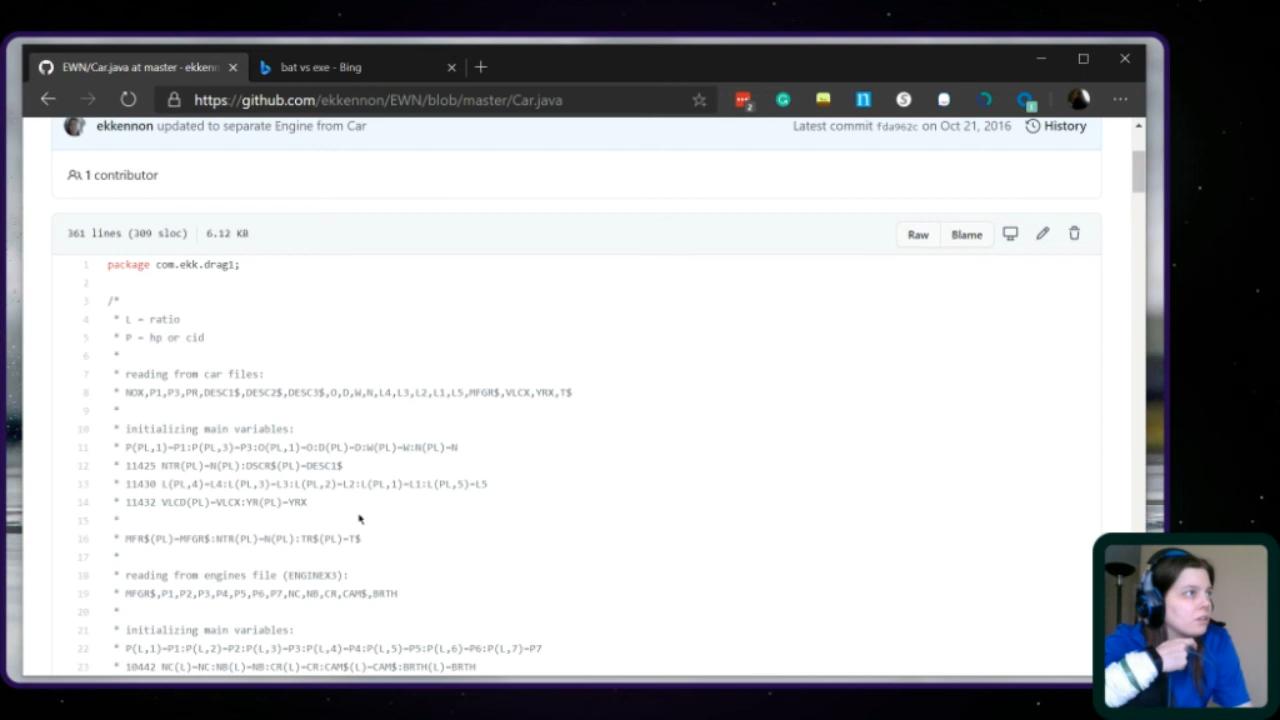 EWN/Car.java at master · ekkenn
bat vs exe - Bing
https://github.com/ekkennon/EWN/blob/master/Car.java
2
ekkennon updated to separate Engine from Car
Latest commit fda962c on Oct 21, 2016
History
1 contributor
361 lines (309 sloc)
6.12 KB
Raw
Blame
1 package com.ekk.drag1;
2
3 /*
4 * L = ratio
5 * P = hp or cid
6 *
7 * reading from car files:
8 * NOX,P1,P3,PR,DESC1$,DESC2$,DESC3$,O,D,W,N,L4,L3,L2,L1,L5,MFGR$,VLCX,YRX,T$
9 *
10 * initializing main variables:
11 * P(PL,1)=P1:P(PL,3)=P3:O(PL,1)=O:D(PL)=D:W(PL)=W:N(PL)=N
12 * 11425 NTR(PL)=N(PL):DSCR$(PL)=DESC1$
13 * 11430 L(PL,4)=L4:L(PL,3)=L3:L(PL,2)=L2:L(PL,1)=L1:L(PL,5)=L5
14 * 11432 VLCD(PL)=VLCX:YR(PL)=YRX
15 *
16 * MFR$(PL)=MFGR$:NTR(PL)=N(PL):TR$(PL)=T$
17 *
18 * reading from engines file (ENGINEX3):
19 * MFGR$,P1,P2,P3,P4,P5,P6,P7,NC,NB,CR,CAM$,BRTH
20 *
21 * initializing main variables:
22 * P(L,1)=P1:P(L,2)=P2:P(L,3)=P3:P(L,4)=P4:P(L,5)=P5:P(L,6)=P6:P(L,7)=P7
23 * 10442 NC(L)=NC:NB(L)=NB:CR(L)=CR:CAM$(L)=CAM$:BRTH(L)=BRTH